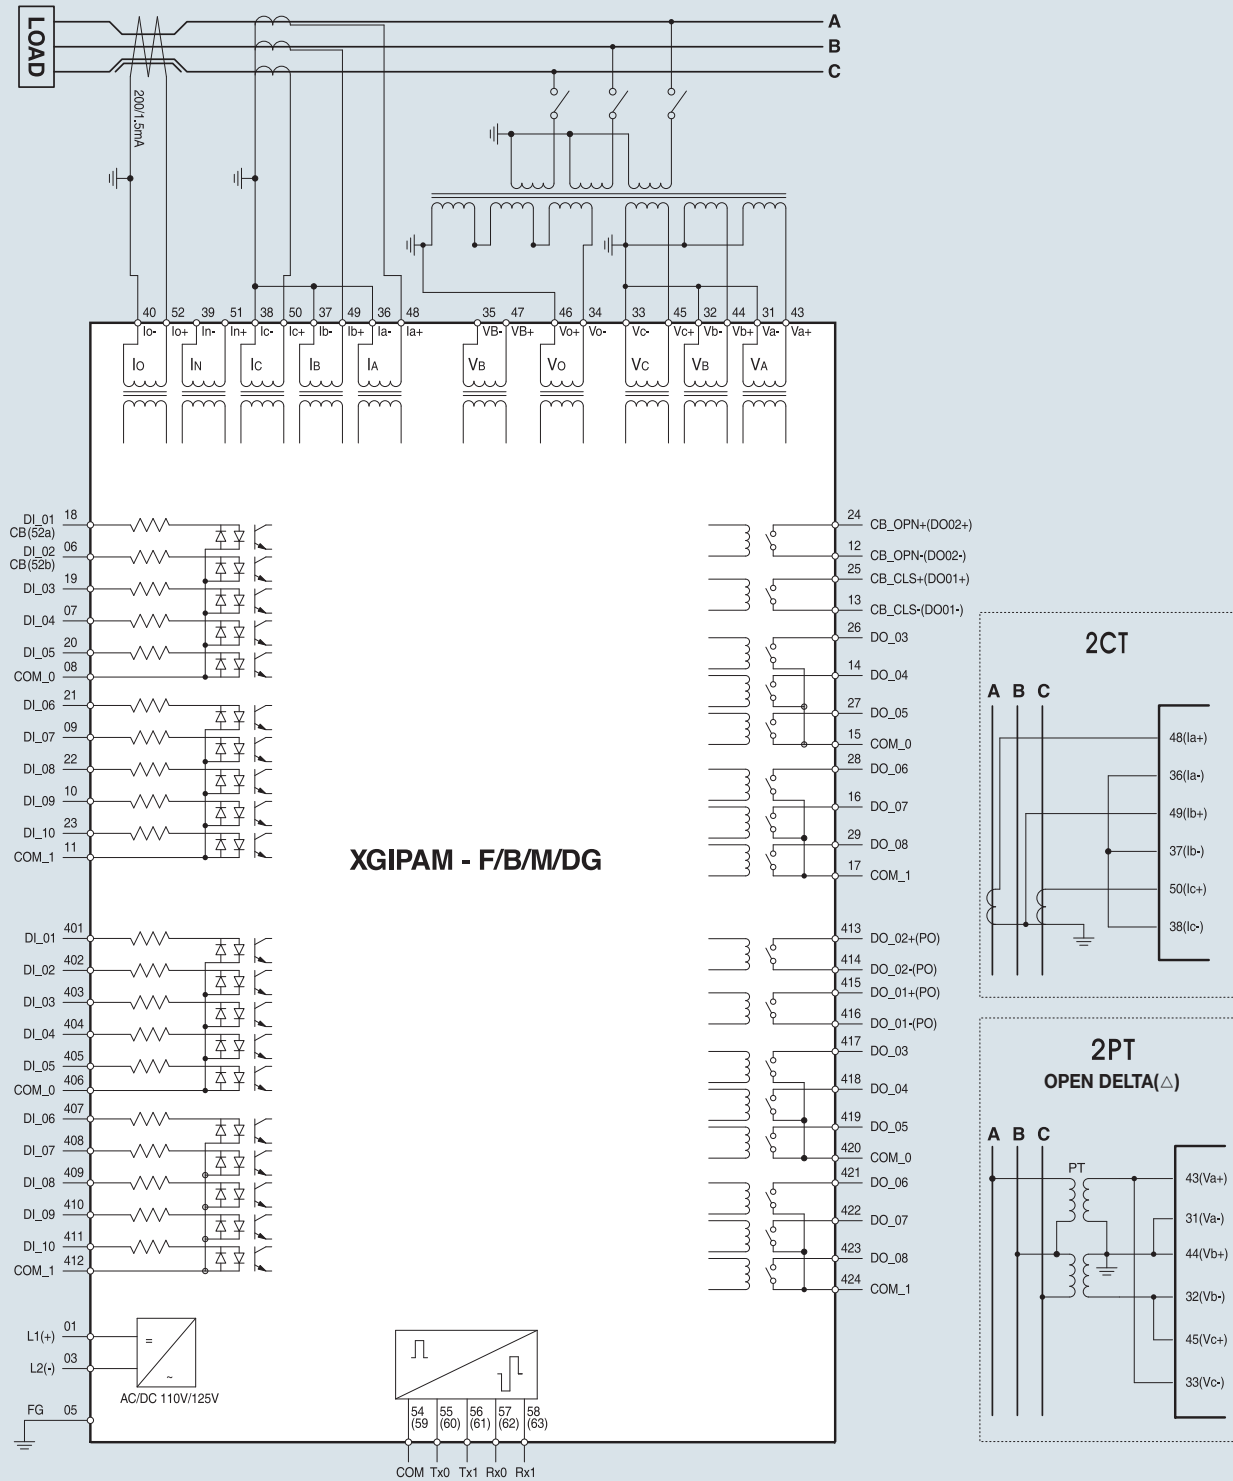 LOAD
A
B
C
200/1.5mA
40 52 39 51 38 50 37 49 36 48 35 47 46 34 33 45 32 44 31 43
Io- Io+ In- In+ Ic- Ic+ Ib- Ib+ Ia- Ia+ VB- VB+ Vo+ Vo- Vc- Vc+ Vb- Vb+ Va- Va+
IO IN IC IB IA VB VO VC VB VA
DI_01 18
CB(52a)
DI_02 06
CB(52b)
DI_03 19
DI_04 07
DI_05 20
COM_0 08
DI_06 21
DI_07 09
DI_08 22
DI_09 10
DI_10 23
COM_1 11
24 CB_OPN+(DO02+)
12 CB_OPN-(DO02-)
25 CB_CLS+(DO01+)
13 CB_CLS-(DO01-)
26 DO_03
14 DO_04
27 DO_05
15 COM_0
28 DO_06
16 DO_07
29 DO_08
17 COM_1
XGIPAM - F/B/M/DG
DI_01 401
DI_02 402
DI_03 403
DI_04 404
DI_05 405
COM_0 406
DI_06 407
DI_07 408
DI_08 409
DI_09 410
DI_10 411
COM_1 412
413 DO_02+(PO)
414 DO_02-(PO)
415 DO_01+(PO)
416 DO_01-(PO)
417 DO_03
418 DO_04
419 DO_05
420 COM_0
421 DO_06
422 DO_07
423 DO_08
424 COM_1
L1(+) 01
L2(-) 03
= ~
AC/DC 110V/125V
FG 05
54 55 56 57 58
(59 (60) (61) (62) (63)
COM Tx0 Tx1 Rx0 Rx1
2CT
A B C
48(Ia+)
36(Ia-)
49(Ib+)
37(Ib-)
50(Ic+)
38(Ic-)
2PT
OPEN DELTA(△)
A B C
PT
43(Va+)
31(Va-)
44(Vb+)
32(Vb-)
45(Vc+)
33(Vc-)